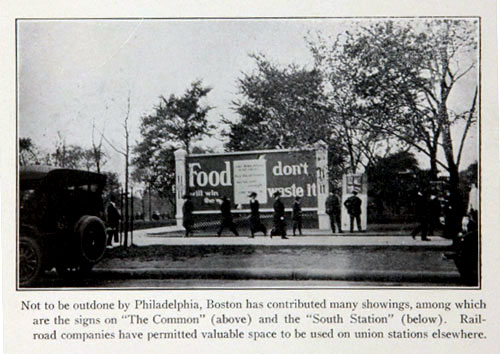 Food don't
will win waste it
Not to be outdone by Philadelphia, Boston has contributed many showings, among which
are the signs on "The Common" (above) and the "South Station" (below). Rail-
road companies have permitted valuable space to be used on union stations elsewhere.